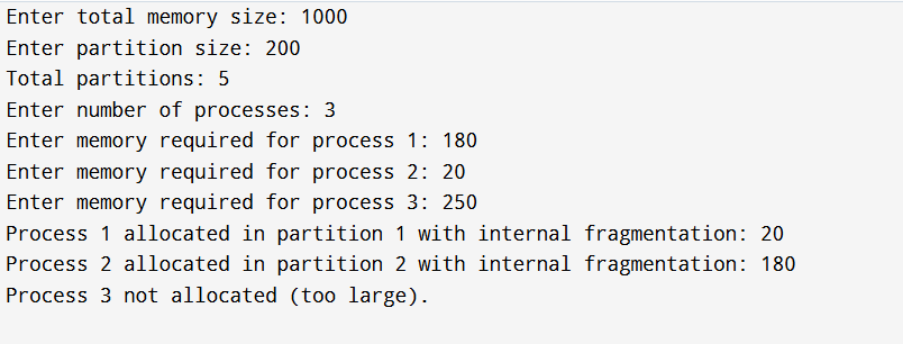 Enter total memory size: 1000
Enter partition size: 200
Total partitions: 5
Enter number of processes: 3
Enter memory required for process 1: 180
Enter memory required for process 2: 20
Enter memory required for process 3: 250
Process 1 allocated in partition 1 with internal fragmentation: 20
Process 2 allocated in partition 2 with internal fragmentation: 180
Process 3 not allocated (too large).